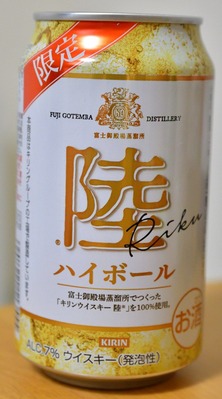 限定
FUJI GOTEMBA DISTILLERY
富士御殿場蒸溜所
陸
Riku
ハイボール
富士御殿場蒸溜所でつくった
「キリンウイスキー 陸®」を100%使用。
お酒
KIRIN
ALC.7% ウイスキー(発泡性)